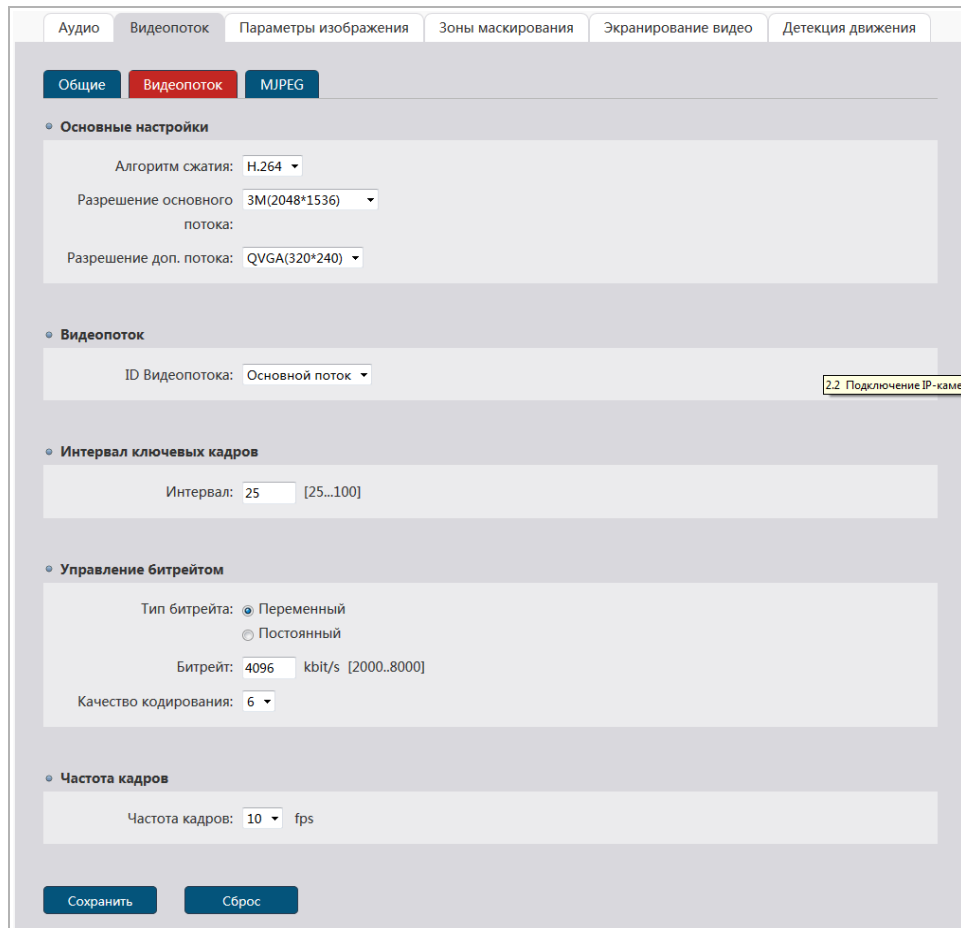 Аудио Видеопоток Параметры изображения Зоны маскирования Экранирование видео Детекция движения
Общие Видеопоток MJPEG
Основные настройки
Алгоритм сжатия: H.264
Разрешение основного 3M(2048*1536)
потока:
Разрешение доп. потока: QVGA(320*240)
Видеопоток
ID Видеопотока: Основной поток
2.2 Подключение IP-каме
Интервал ключевых кадров
Интервал: 25 [25...100]
Управление битрейтом
Тип битрейта: Переменный
Постоянный
Битрейт: 4096 kbit/s [2000..8000]
Качество кодирования: 6
Частота кадров
Частота кадров: 10 fps
Сохранить Сброс